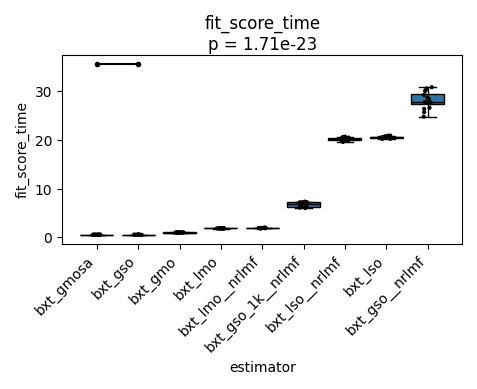 fit_score_time
p = 1.71e-23
fit_score_time
30
20
10
0
bxt_gmosa
bxt_gso
bxt_gmo
bxt_lmo
bxt_lmo__nrlmf
bxt_gso_1k__nrlmf
bxt_lso__nrlmf
bxt_lso
bxt_gso__nrlmf
estimator